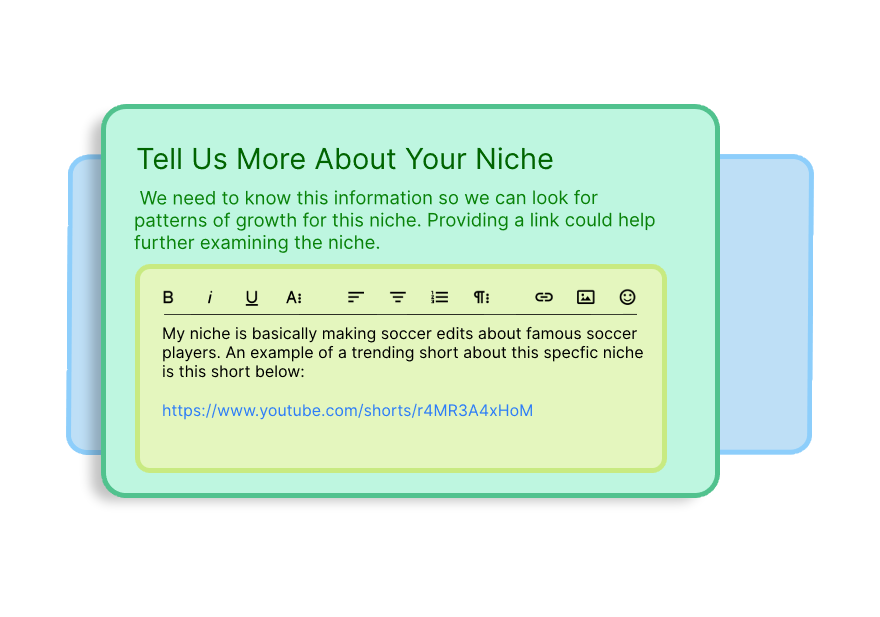 Tell Us More About Your Niche
We need to know this information so we can look for
patterns of growth for this niche. Providing a link could help
further examining the niche.
B i U A
My niche is basically making soccer edits about famous soccer
players. An example of a trending short about this specfic niche
is this short below:
https://www.youtube.com/shorts/r4MR3A4xHoM